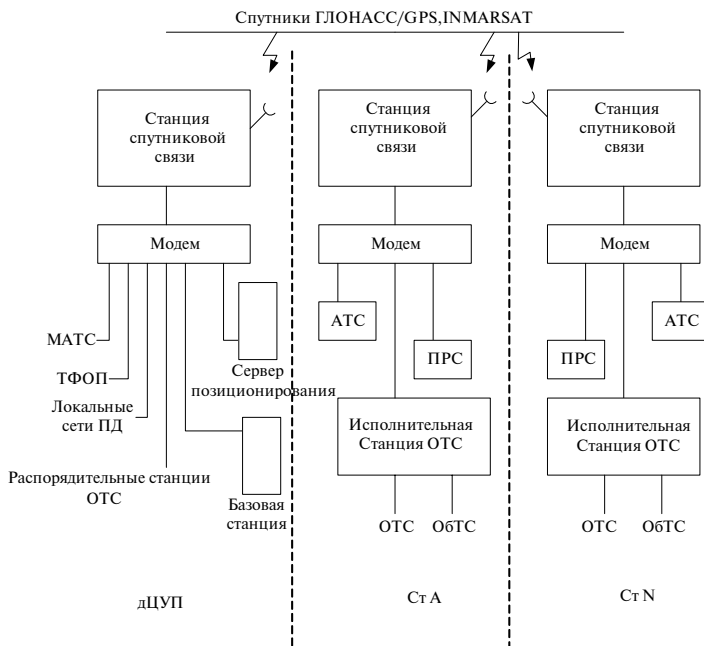 Спутники ГЛОНАСС/GPS,INMARSAT
Станция
спутниковой
связи
Модем
МАТС
ТФОП
Локальные
сети ПД
Распорядительные станции
ОТС
Сервер
позиционирования
Базовая
станция
дЦУП
Станция
спутниковой
связи
Модем
АТС
ПРС
Исполнительная
Станция ОТС
ОТС
ОбТС
Ст А
Станция
спутниковой
связи
Модем
АТС
ПРС
Исполнительная
Станция ОТС
ОТС
ОбТС
Ст N